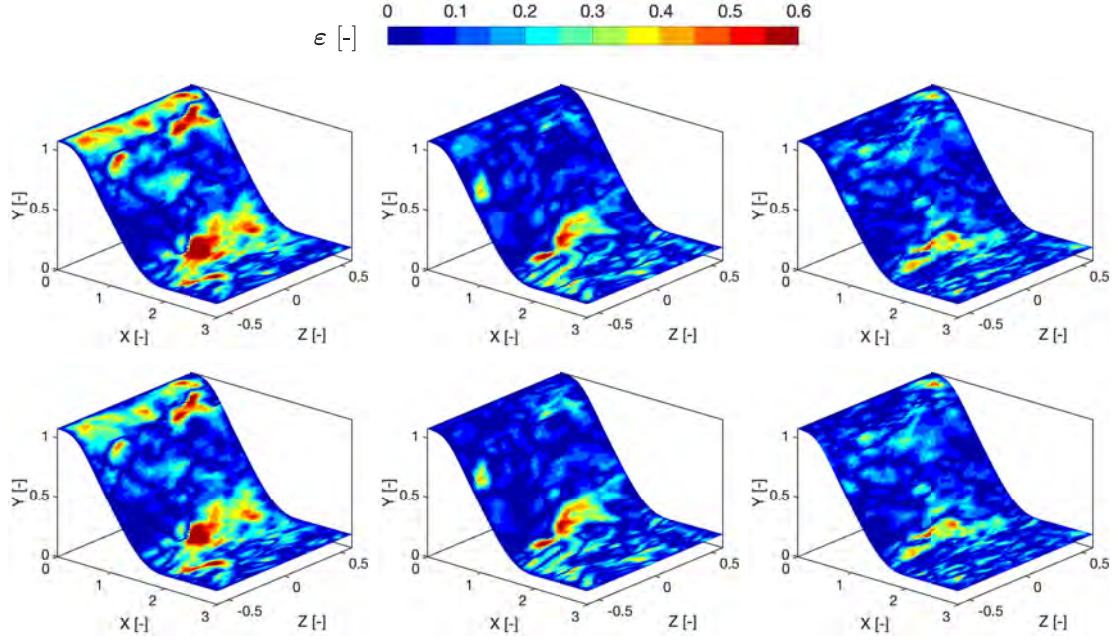 0 0.1 0.2 0.3 0.4 0.5 0.6
ε [-]
1 1 1
0.5 0.5 0.5
Y [-] Y [-] Y [-]
0 0.5 0 0.5 0 0.5
0 0 0
1 0 1 0 1 0
2 2 2
X [-] 3 -0.5 Z [-] X [-] 3 -0.5 Z [-] X [-] 3 -0.5 Z [-]
1 1 1
0.5 0.5 0.5
Y [-] Y [-] Y [-]
0 0.5 0 0.5 0 0.5
0 0 0
1 0 1 0 1 0
2 2 2
X [-] 3 -0.5 Z [-] X [-] 3 -0.5 Z [-] X [-] 3 -0.5 Z [-]